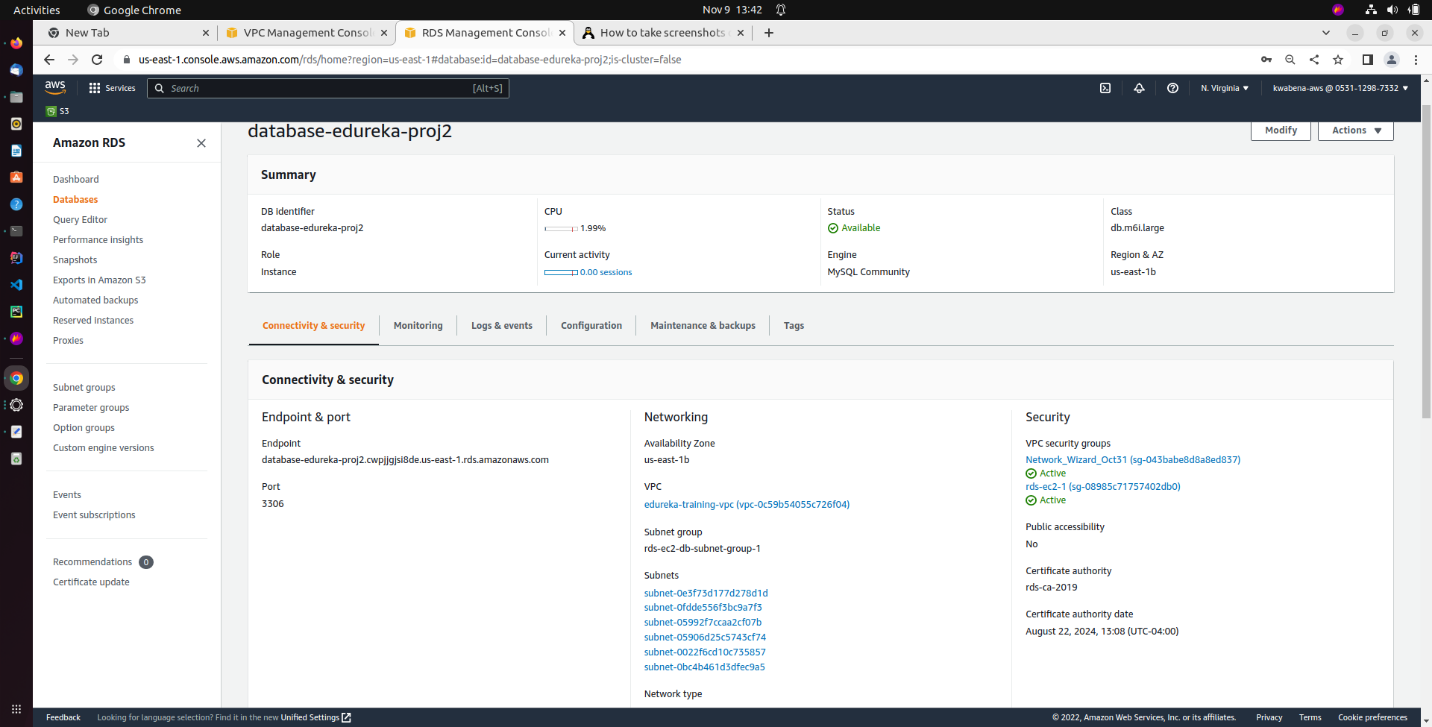 Activities
Google Chrome
Nov 9 13:42
New Tab
VPC Management Consol
RDS Management Consol
How to take screenshots
us-east-1.console.aws.amazon.com/rds/home?region=us-east-1#database:id=database-edureka-proj2;is-cluster=false
aws
Services
Search
[Alt+S]
N. Virginia
kwabena-aws @ 0531-1298-7332
S3
Amazon RDS
Dashboard
Databases
Query Editor
Performance insights
Snapshots
Exports in Amazon S3
Automated backups
Reserved instances
Proxies
Subnet groups
Parameter groups
Option groups
Custom engine versions
Events
Event subscriptions
Recommendations 0
Certificate update
database-edureka-proj2
Modify
Actions
Summary
DB identifier
database-edureka-proj2
CPU
1.99%
Status
Available
Class
db.m6i.large
Role
Instance
Current activity
0.00 sessions
Engine
MySQL Community
Region & AZ
us-east-1b
Connectivity & security
Monitoring
Logs & events
Configuration
Maintenance & backups
Tags
Connectivity & security
Endpoint & port
Endpoint
database-edureka-proj2.cwpjjgjsi8de.us-east-1.rds.amazonaws.com
Port
3306
Networking
Availability Zone
us-east-1b
VPC
edureka-training-vpc (vpc-0c59b54055c726f04)
Subnet group
rds-ec2-db-subnet-group-1
Subnets
subnet-0e3f73d177d278d1d
subnet-0fdde556f3bc9a7f3
subnet-05992f7ccaa2cf07b
subnet-05906d25c5743cf74
subnet-0022f6cd10c735857
subnet-0bc4b461d3dfec9a5
Network type
Security
VPC security groups
Network_Wizard_Oct31 (sg-043babe8d8a8ed837)
Active
rds-ec2-1 (sg-08985c71757402db0)
Active
Public accessibility
No
Certificate authority
rds-ca-2019
Certificate authority date
August 22, 2024, 13:08 (UTC-04:00)
Feedback
Looking for language selection? Find it in the new Unified Settings
© 2022, Amazon Web Services, Inc. or its affiliates.
Privacy
Terms
Cookie preferences